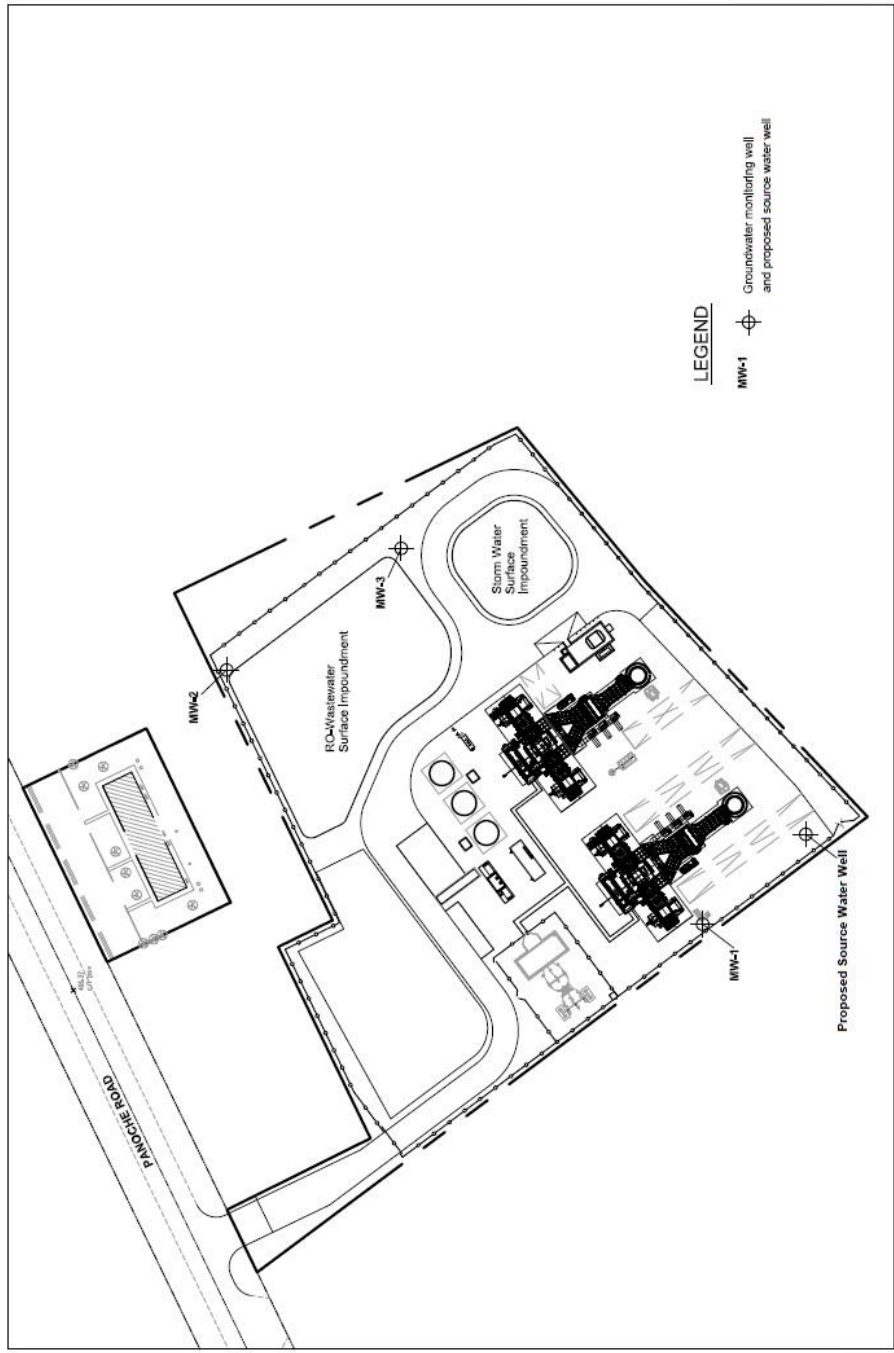 PANOCHE ROAD
MW-2
MW-3
RO-Wastewater
Surface Impoundment
Storm Water
Surface
Impoundment
MW-1
Proposed Source Water Well
LEGEND
MW-1
Groundwater monitoring well
and proposed source water well